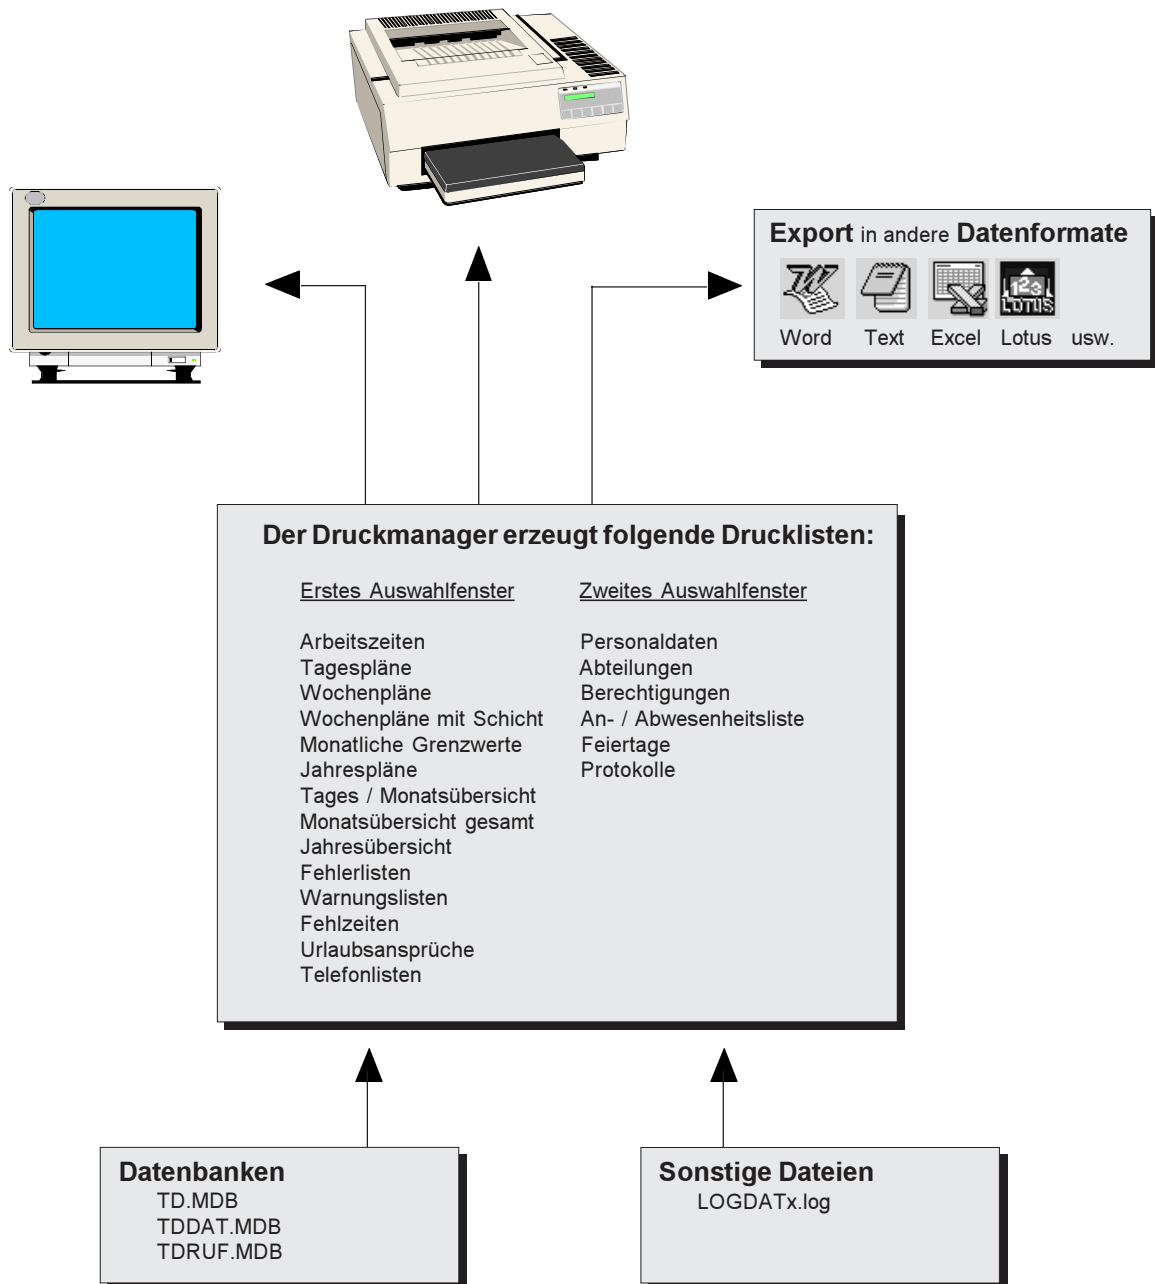 Export in andere Datenformate
W
123
LOTUS
Word Text Excel Lotus usw.
Der Druckmanager erzeugt folgende Drucklisten:
Erstes Auswahlfenster
Arbeitszeiten
Tagespläne
Wochenpläne
Wochenpläne mit Schicht
Monatliche Grenzwerte
Jahrespläne
Tages / Monatsübersicht
Monatsübersicht gesamt
Jahresübersicht
Fehlerlisten
Warnungslisten
Fehlzeiten
Urlaubsansprüche
Telefonlisten
Zweites Auswahlfenster
Personaldaten
Abteilungen
Berechtigungen
An- / Abwesenheitsliste
Feiertage
Protokolle
Datenbanken
TD.MDB
TDDAT.MDB
TDRUF.MDB
Sonstige Dateien
LOGDATx.log